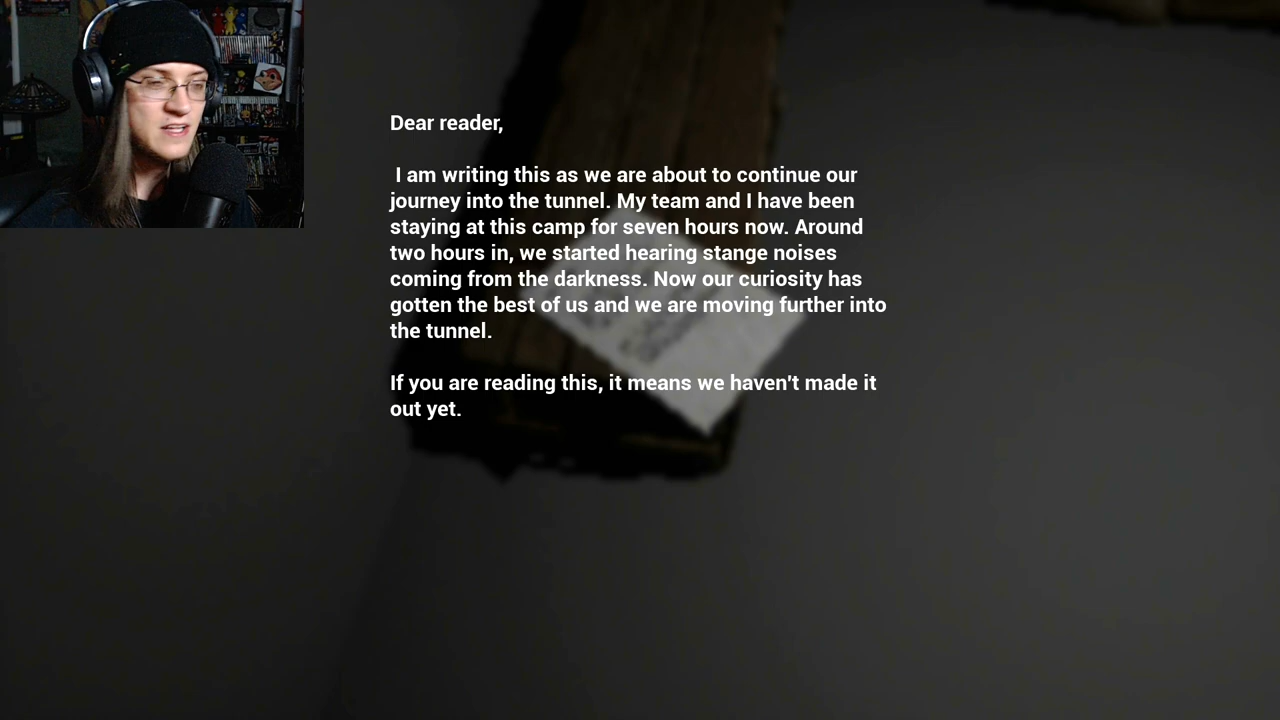 Dear reader,
I am writing this as we are about to continue our
journey into the tunnel. My team and I have been
staying at this camp for seven hours now. Around
two hours in, we started hearing stange noises
coming from the darkness. Now our curiosity has
gotten the best of us and we are moving further into
the tunnel.
If you are reading this, it means we haven't made it
out yet.